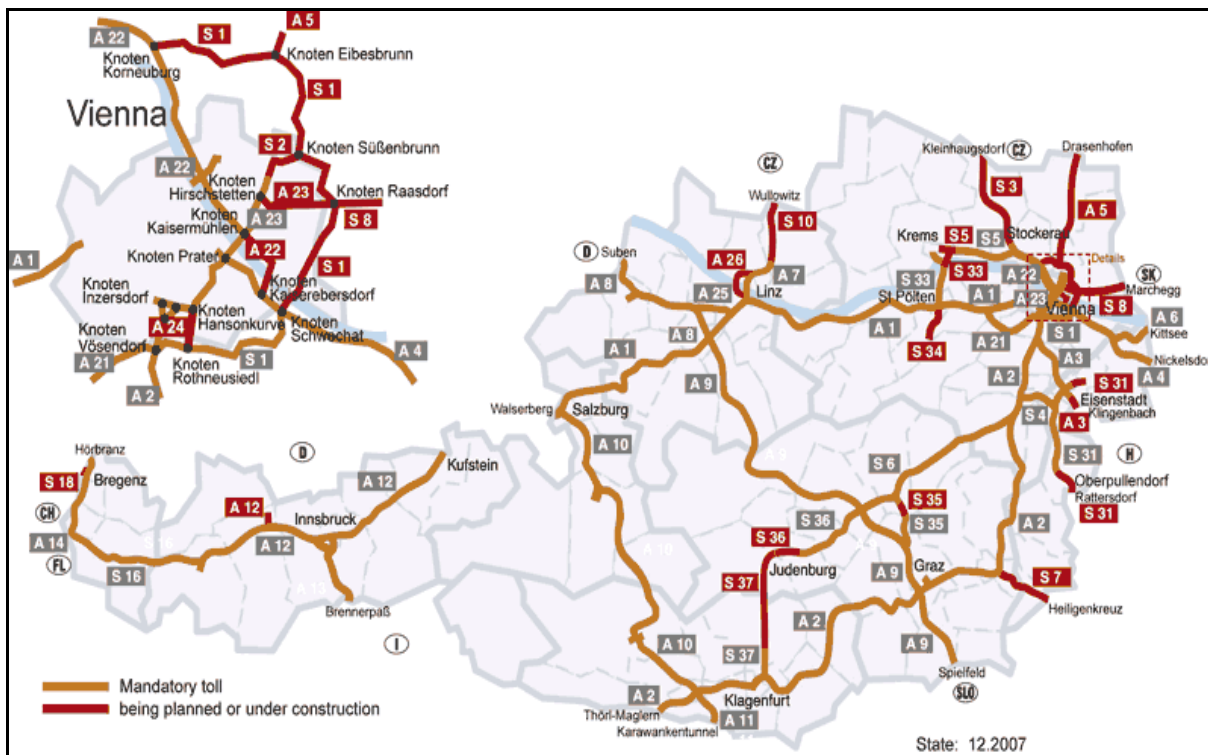 A 5
A 22
S 1
Knoten Eibesbrunn
Knoten
Korneuburg
S 1
Vienna
S 2
Knoten Süßenbrunn
A 22
Knoten
Hirschstetten
A 23
Knoten Raasdorf
Knoten
Kaisermühlen
A 23
S 8
A 22
A 1
Knoten Prater
S 1
Knoten
Inzersdorf
Knoten
Kaiserebersdorf
A 24
Knoten
Hansonkurve
Knoten
Schwechat
Knoten
Vösendorf
A 21
S 1
A 4
Knoten
Rothneusiedl
A 2
Kleinhaugsdorf
CZ
Drasenhofen
CZ
Wullowitz
S 3
S 10
A 5
Stockerau
Krems
S 5
S 5
D
Suben
A 26
A 7
Details
A 8
S 33
S 33
A 22
SK
Marchegg
A 25
Linz
St Pölten
A 1
A 23
S 8
Vienna
A 6
Kittsee
A 1
A 8
S 34
A 21
S 1
A 1
A 3
Nickelsdo
A 4
A 9
A 2
S 31
Eisenstadt
Klingenbach
Walserberg
Salzburg
S 4
A 3
A 10
S 31
H
A 9
S 6
Oberpullendorf
Rattersdorf
S 31
S 35
S 36
S 35
A 2
S 36
A 10
A 9
Judenburg
A 9
Graz
S 7
S 37
Heiligenkreuz
A 2
A 10
S 37
A 9
Spielfeld
SLO
A 2
Klagenfurt
Thörl-Maglern
A 11
Karawankentunnel
D
Hörbranz
Kufstein
S 18
Bregenz
A 12
CH
A 12
Innsbruck
A 14
S 16
A 12
FL
S 16
A 13
Brennerpaß
I
Mandatory toll
being planned or under construction
State: 12.2007